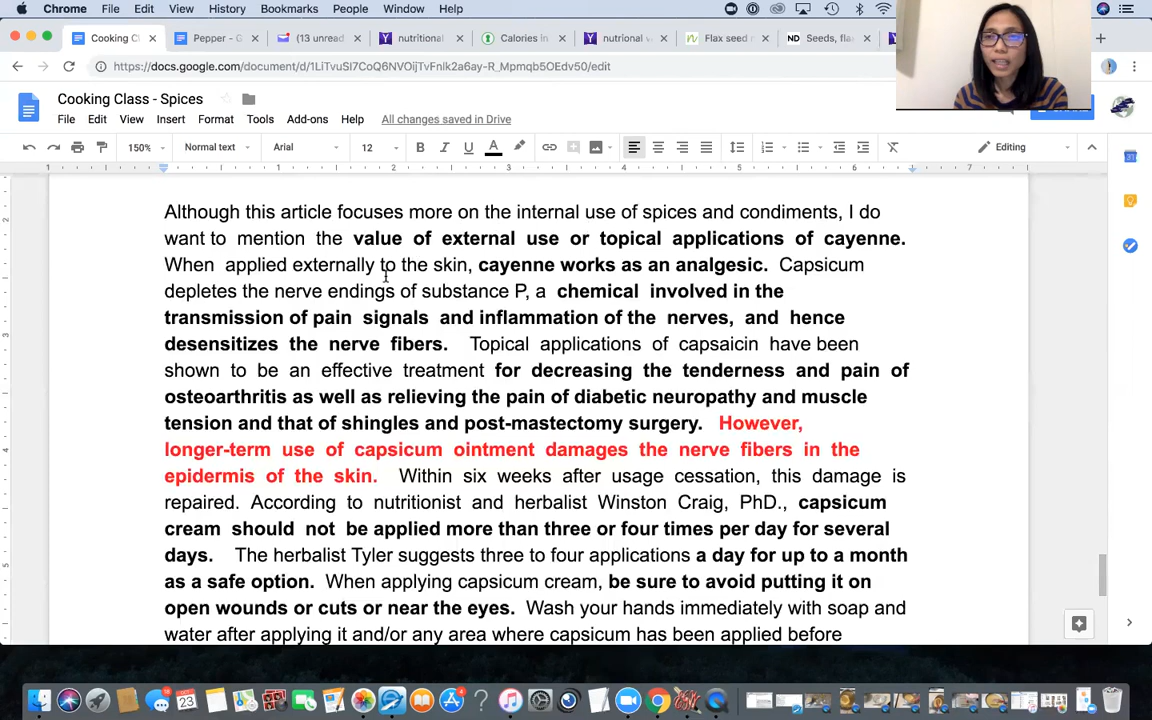 Chrome File Edit View History Bookmarks People Window Help
Cooking C Pepper - G (13 unread nutritional Calories in nutrional v Flax seed ND Seeds, fla
https://docs.google.com/document/d/1LiTvuSI7CoQ6NVOijTvFnlk2a6ay-R_Mpmqb5OEdv50/edit
Cooking Class - Spices
File Edit View Insert Format Tools Add-ons Help All changes saved in Drive
150% Normal text Arial 12 B I U A Editing
1 1 2 3 4 5 6 7
Although this article focuses more on the internal use of spices and condiments, I do
want to mention the value of external use or topical applications of cayenne.
When applied externally to the skin, cayenne works as an analgesic. Capsicum
depletes the nerve endings of substance P, a chemical involved in the
transmission of pain signals and inflammation of the nerves, and hence
desensitizes the nerve fibers. Topical applications of capsaicin have been
shown to be an effective treatment for decreasing the tenderness and pain of
osteoarthritis as well as relieving the pain of diabetic neuropathy and muscle
tension and that of shingles and post-mastectomy surgery. However,
longer-term use of capsicum ointment damages the nerve fibers in the
epidermis of the skin. Within six weeks after usage cessation, this damage is
repaired. According to nutritionist and herbalist Winston Craig, PhD., capsicum
cream should not be applied more than three or four times per day for several
days. The herbalist Tyler suggests three to four applications a day for up to a month
as a safe option. When applying capsicum cream, be sure to avoid putting it on
open wounds or cuts or near the eyes. Wash your hands immediately with soap and
water after applying it and/or any area where capsicum has been applied before